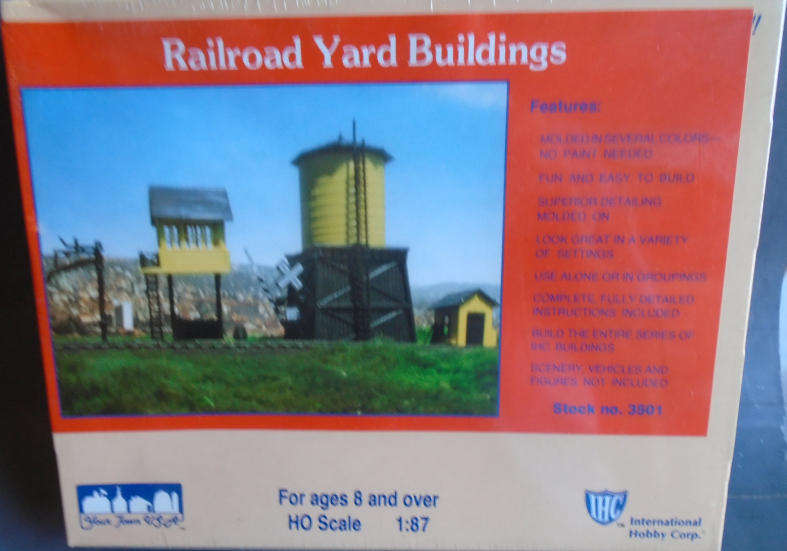 Railroad Yard Buildings
Features:
MOLDED IN SEVERAL COLORS—
NO PAINT NEEDED
FUN AND EASY TO BUILD
SUPERIOR DETAILING
MOLDED ON
LOOK GREAT IN A VARIETY
OF SETTINGS
USE ALONE OR IN GROUPINGS
COMPLETE, FULLY DETAILED
INSTRUCTIONS INCLUDED
BUILD THE ENTIRE SERIES OF
IHC BUILDINGS
SCENERY, VEHICLES AND
FIGURES NOT INCLUDED
Stock no. 3501
Your Town U.S.A.
For ages 8 and over
HO Scale 1:87
IHC
TM
International
Hobby Corp.